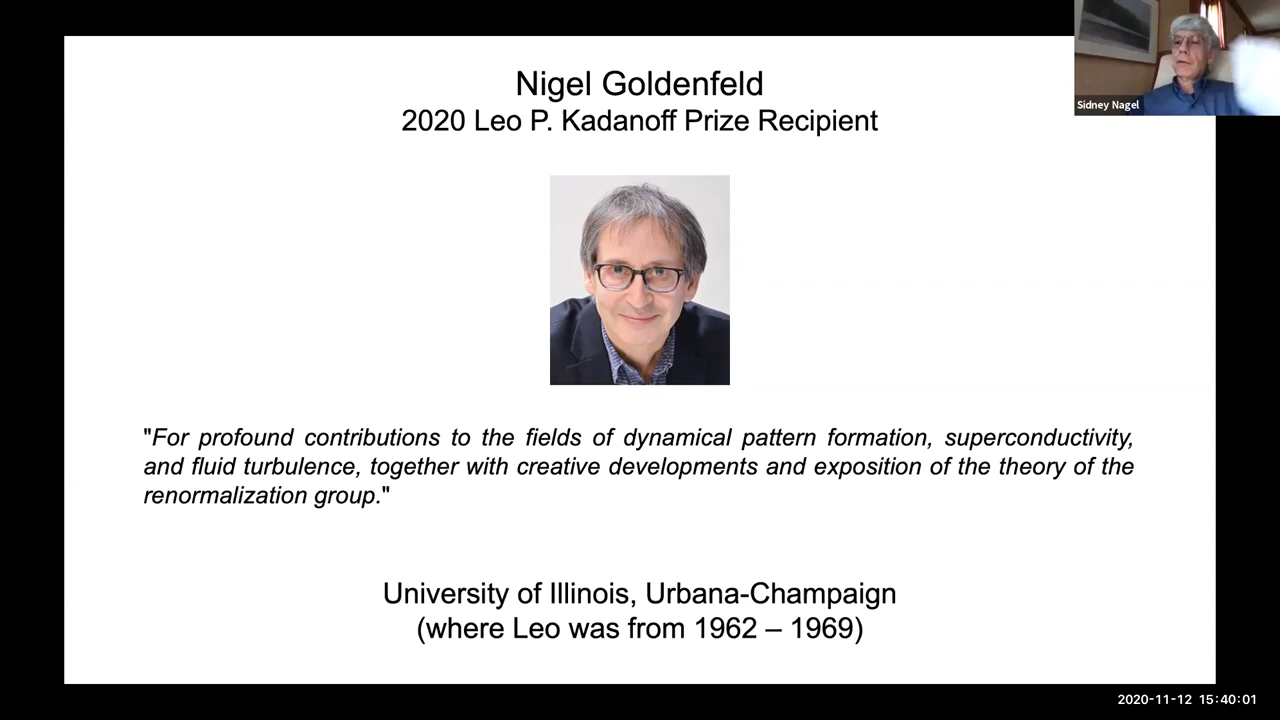 Nigel Goldenfeld
2020 Leo P. Kadanoff Prize Recipient
Sidney Nagel
"For profound contributions to the fields of dynamical pattern formation, superconductivity,
and fluid turbulence, together with creative developments and exposition of the theory of the
renormalization group."
University of Illinois, Urbana-Champaign
(where Leo was from 1962 – 1969)
2020-11-12 15:40:01